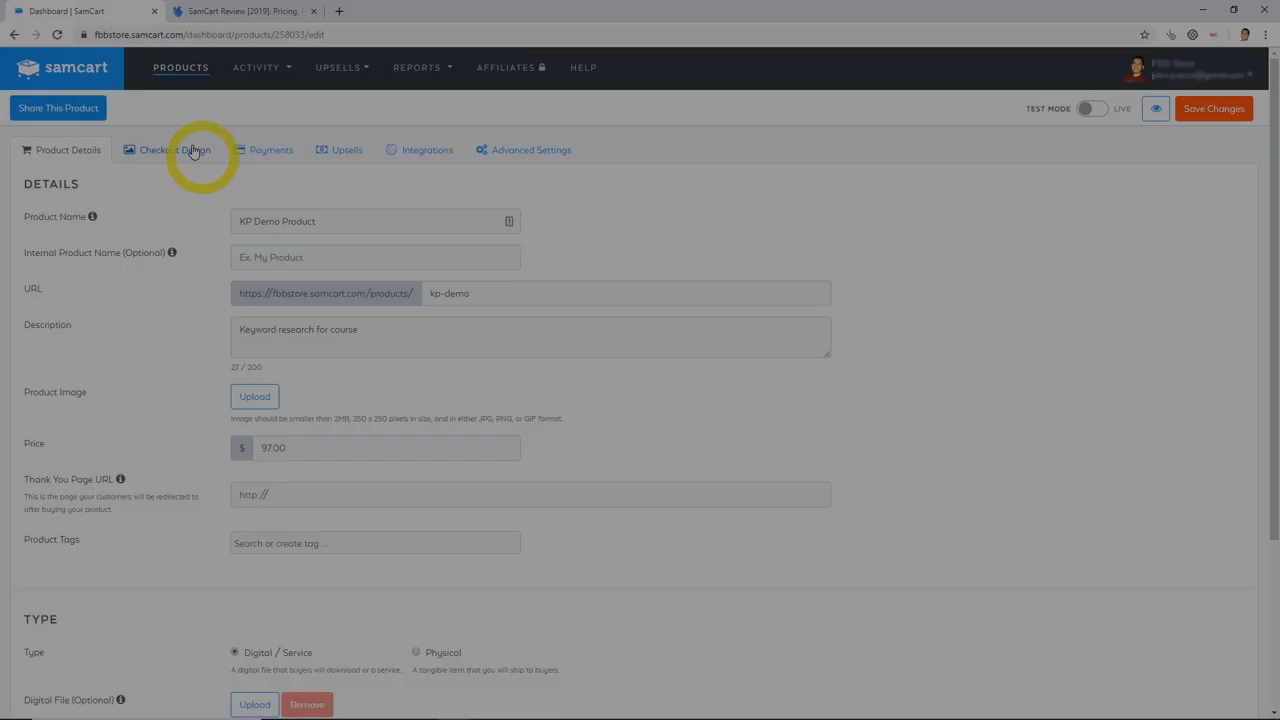 Dashboard | SamCart
SamCart Review [2019]: Pricing,
fbbstore.samcart.com/dashboard/products/258033/edit
samcart
PRODUCTS ACTIVITY UPSELLS REPORTS AFFILIATES HELP
Share This Product
TEST MODE LIVE
Save Changes
Product Details Checkout Design Payments Upsells Integrations Advanced Settings
DETAILS
Product Name KP Demo Product
Internal Product Name (Optional) Ex. My Product
URL https://fbbstore.samcart.com/products/ kp-demo
Description Keyword research for course
27 / 200
Product Image Upload
Image should be smaller than 2MB, 250 x 250 pixels in size, and in either JPG, PNG, or GIF format.
Price $ 97.00
Thank You Page URL http://
This is the page your customers will be redirected to
after buying your product.
Product Tags Search or create tag ...
TYPE
Type Digital / Service Physical
A digital file that buyers will download or a service. A tangible item that you will ship to buyers.
Digital File (Optional) Upload Remove